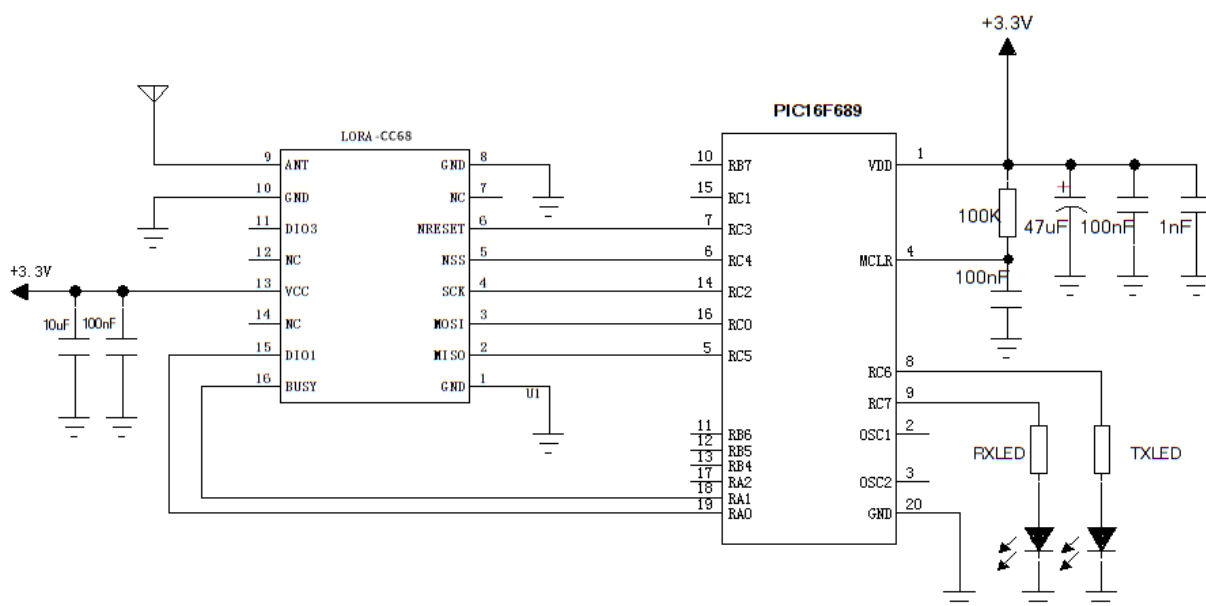 +3.3V
PIC16F689
LORA-CC68
9 ANT GND 8
10 GND NC 7
11 DIO3 NRESET 6
12 NC NSS 5
13 VCC SCK 4
14 NC MOSI 3
15 DIO1 MISO 2
16 BUSY GND 1
U1
+3.3V
10uF 100nF
10 RB7 VDD 1
15 RC1
7 RC3
6 RC4 MCLR 4
14 RC2
16 RC0
5 RC5
RC6 8
RC7 9
11 RB6 OSC1 2
12 RB5
13 RB4
17 RA2 OSC2 3
18 RA1
19 RA0 GND 20
100K
+
47uF 100nF 1nF
100nF
RXLED TXLED